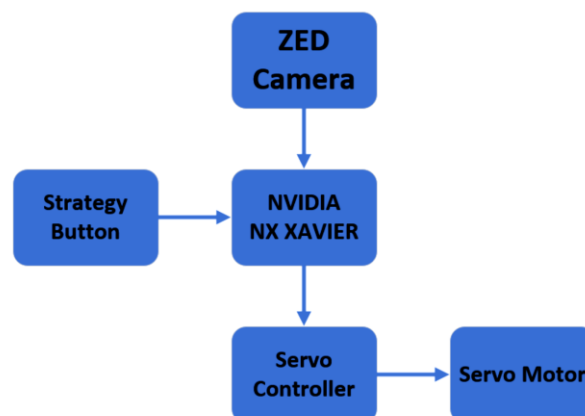 ZED
Camera
Strategy
Button
NVIDIA
NX XAVIER
Servo
Controller
Servo Motor